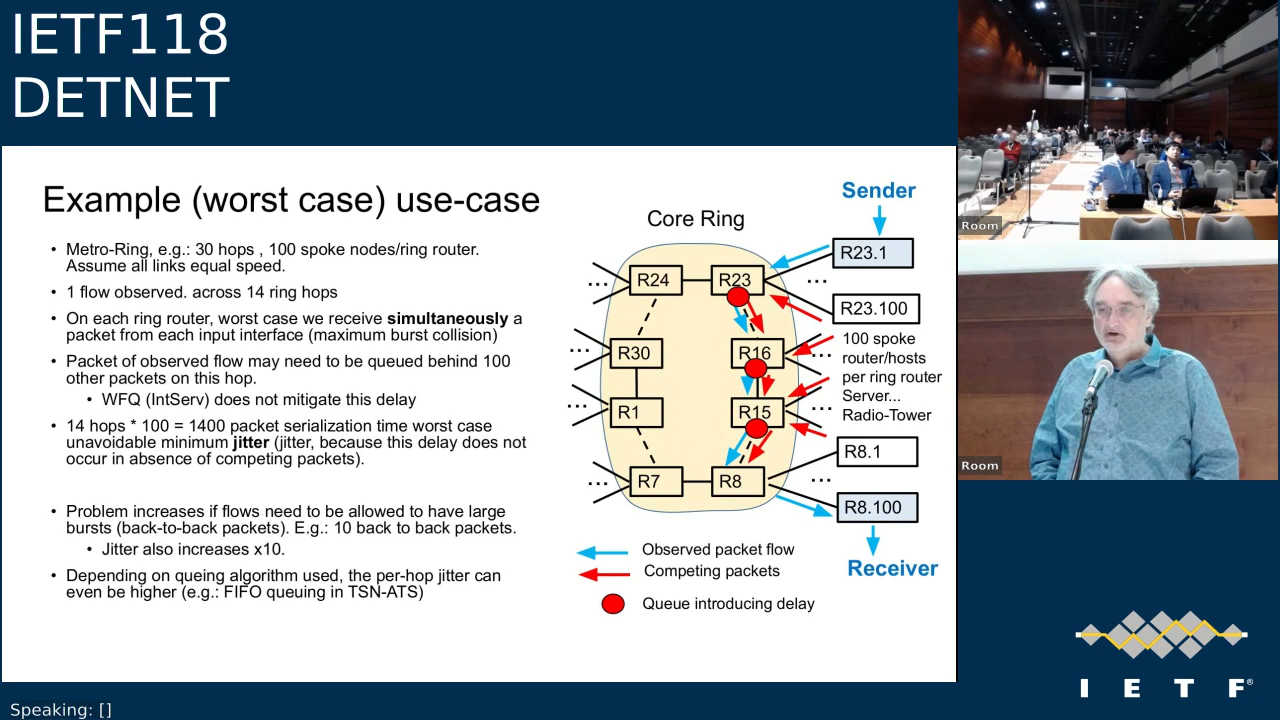 IETF118
DETNET
Example (worst case) use-case
• Metro-Ring, e.g.: 30 hops , 100 spoke nodes/ring router.
Assume all links equal speed.
• 1 flow observed. across 14 ring hops
• On each ring router, worst case we receive simultaneously a
packet from each input interface (maximum burst collision)
• Packet of observed flow may need to be queued behind 100
other packets on this hop.
• WFQ (IntServ) does not mitigate this delay
• 14 hops * 100 = 1400 packet serialization time worst case
unavoidable minimum jitter (jitter, because this delay does not
occur in absence of competing packets).
• Problem increases if flows need to be allowed to have large
bursts (back-to-back packets). E.g.: 10 back to back packets.
• Jitter also increases x10.
• Depending on queing algorithm used, the per-hop jitter can
even be higher (e.g.: FIFO queuing in TSN-ATS)
Sender
Core Ring
R23.1
R24
R23
...
...
R23.100
...
R30
R16
...
100 spoke
router/hosts
per ring router
Server...
Radio-Tower
...
R1
R15
...
R8.1
...
R7
R8
...
R8.100
Observed packet flow
Receiver
Competing packets
Queue introducing delay
Room
Room
I E T F®
Speaking: []